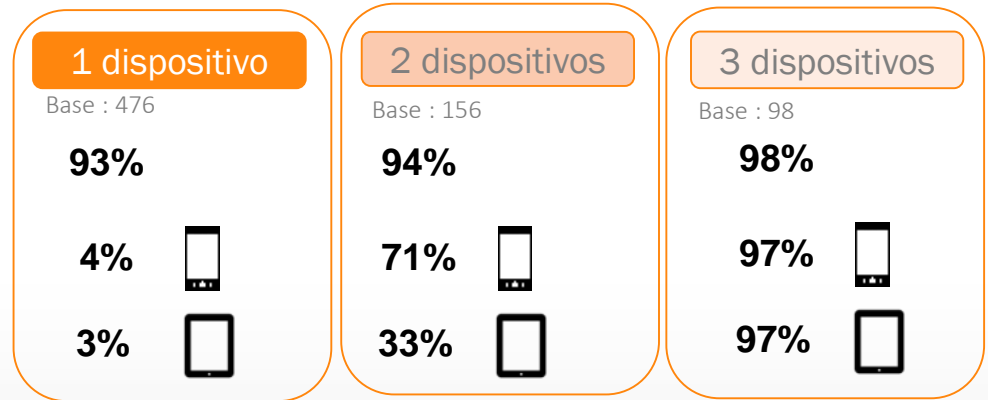 1 dispositivo
Base : 476
93%
4%
3%
2 dispositivos
Base : 156
94%
71%
33%
3 dispositivos
Base : 98
98%
97%
97%